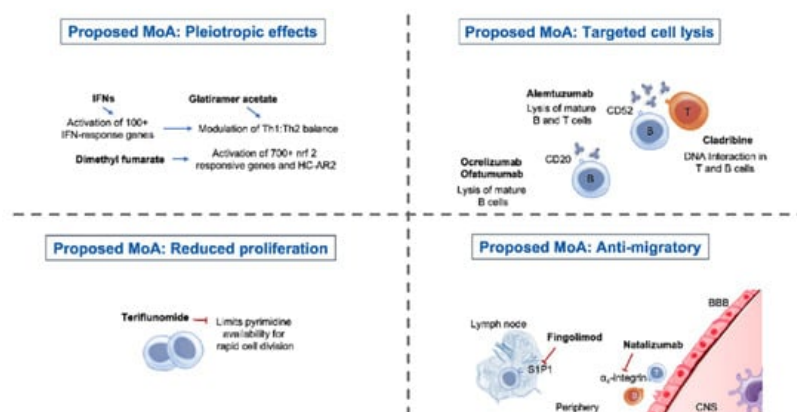 Proposed MoA: Pleiotropic effects
IFNs
Glatiramer acetate
Activation of 100+
IFN-response genes
Modulation of Th1:Th2 balance
Dimethyl fumarate
Activation of 700+ nrf 2
responsive genes and HC-AR2
Proposed MoA: Targeted cell lysis
Alemtuzumab
Lysis of mature
B and T cells
CD52
T
B
Cladribine
DNA Interaction in
T and B cells
Ocrelizumab
Ofatumumab
Lysis of mature
B cells
CD20
B
Proposed MoA: Reduced proliferation
Teriflunomide
Limits pyrimidine
availability for
rapid cell division
Proposed MoA: Anti-migratory
BBB
Lymph node
Fingolimod
S1P1
Natalizumab
α₄-Integrin
T
B
Periphery
CNS